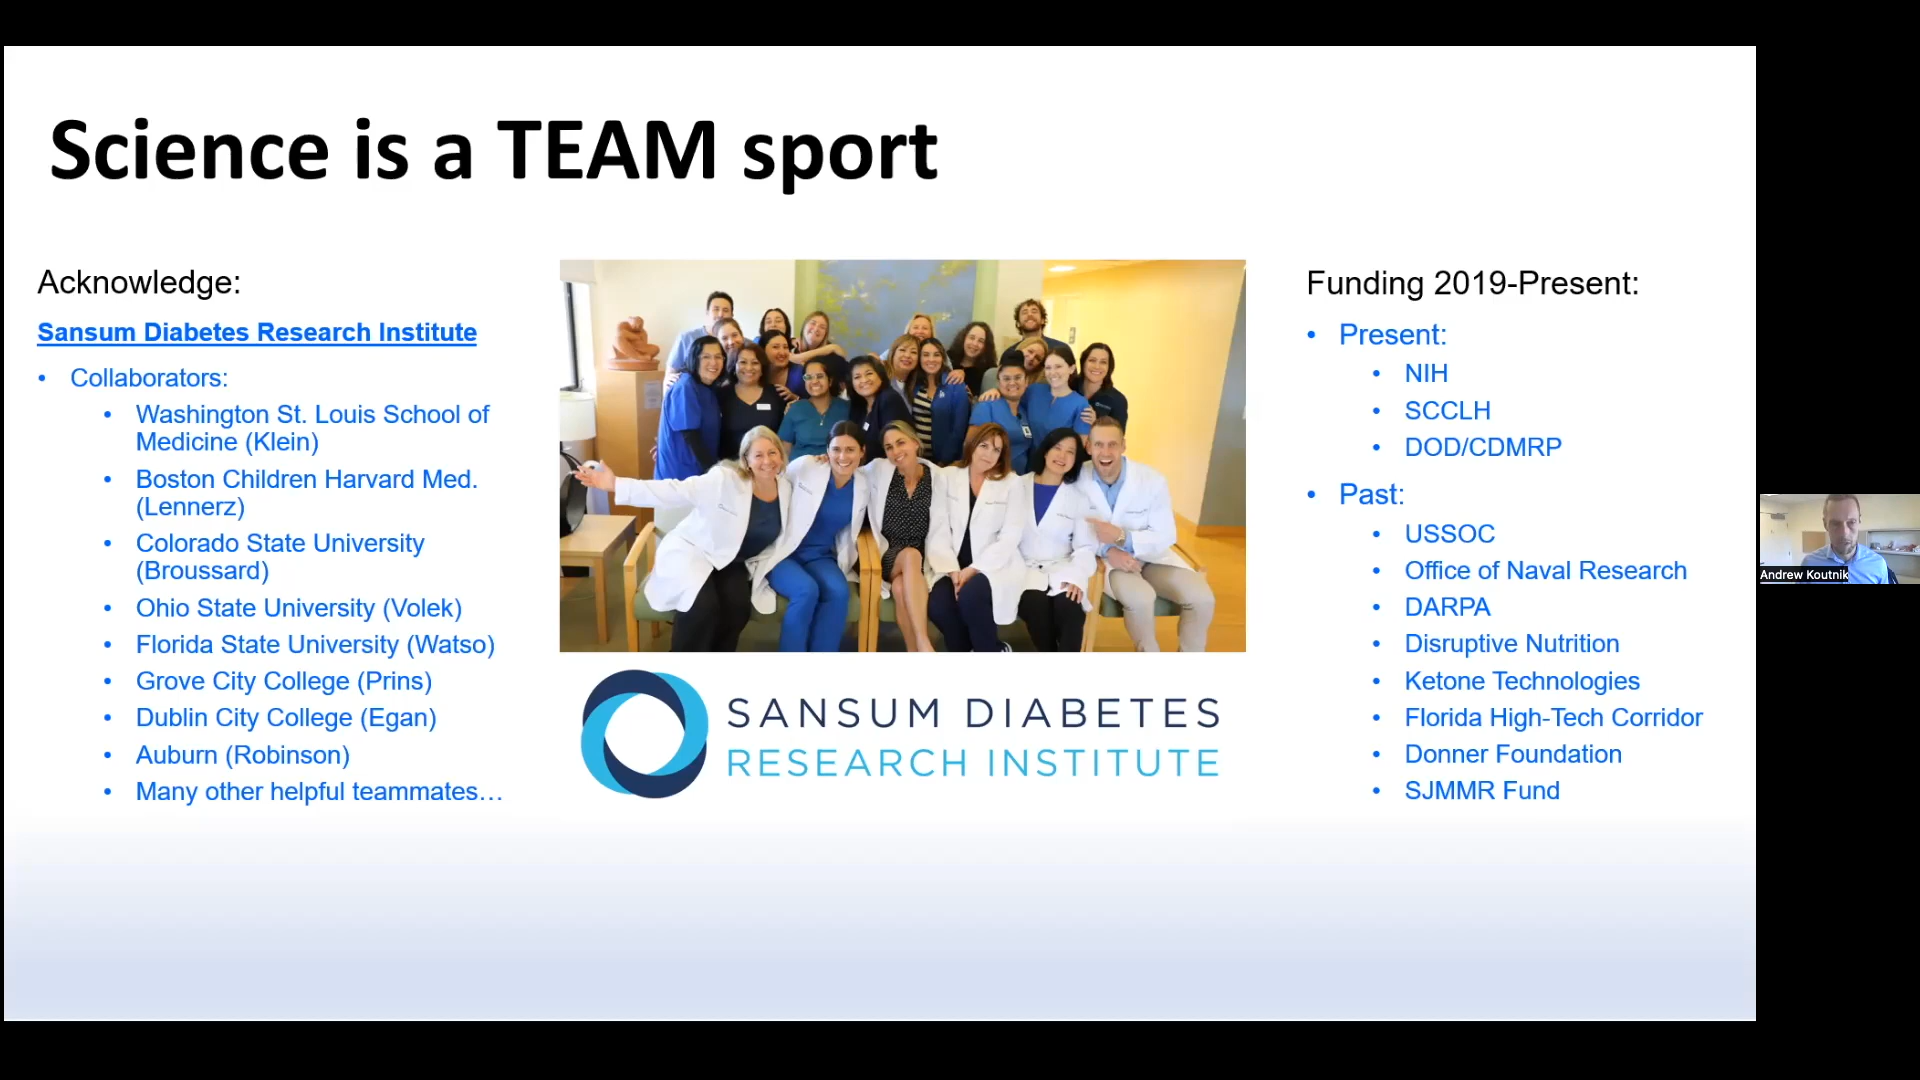 Science is a TEAM sport
Acknowledge:
Sansum Diabetes Research Institute
• Collaborators:
• Washington St. Louis School of
Medicine (Klein)
• Boston Children Harvard Med.
(Lennerz)
• Colorado State University
(Broussard)
• Ohio State University (Volek)
• Florida State University (Watso)
• Grove City College (Prins)
• Dublin City College (Egan)
• Auburn (Robinson)
• Many other helpful teammates…
SANSUM DIABETES
RESEARCH INSTITUTE
Funding 2019-Present:
• Present:
• NIH
• SCCLH
• DOD/CDMRP
• Past:
• USSOC
• Office of Naval Research
• DARPA
• Disruptive Nutrition
• Ketone Technologies
• Florida High-Tech Corridor
• Donner Foundation
• SJMMR Fund
Andrew Koutnik